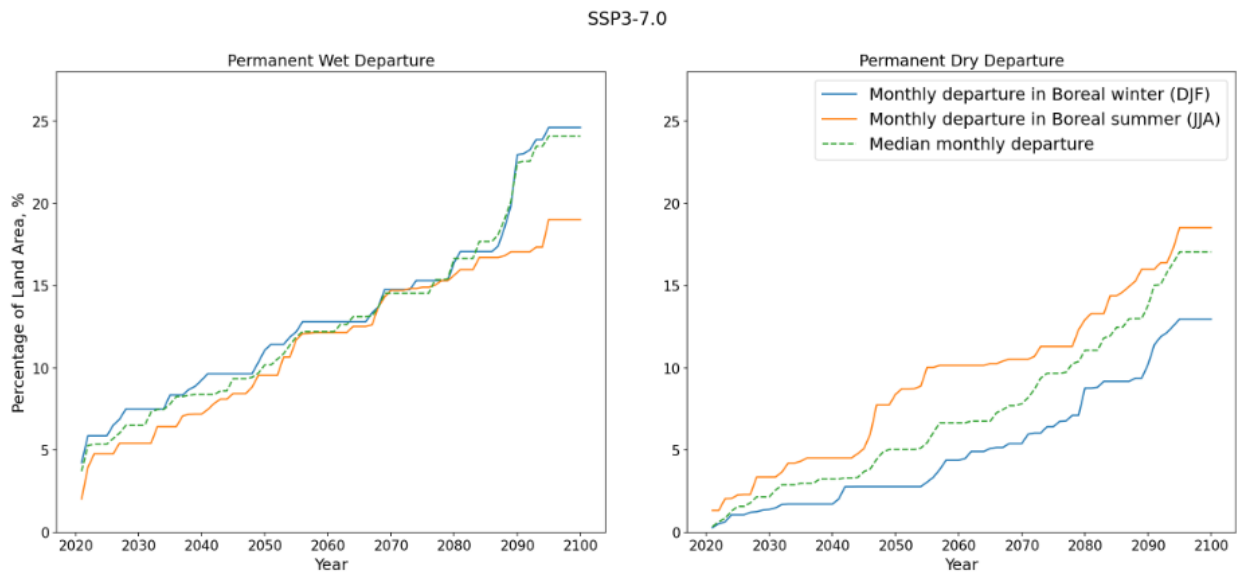 SSP3-7.0
Permanent Wet Departure
Percentage of Land Area, %
25
20
15
10
5
0
2020 2030 2040 2050 2060 2070 2080 2090 2100
Year
Permanent Dry Departure
Monthly departure in Boreal winter (DJF)
Monthly departure in Boreal summer (JJA)
Median monthly departure
25
20
15
10
5
0
2020 2030 2040 2050 2060 2070 2080 2090 2100
Year